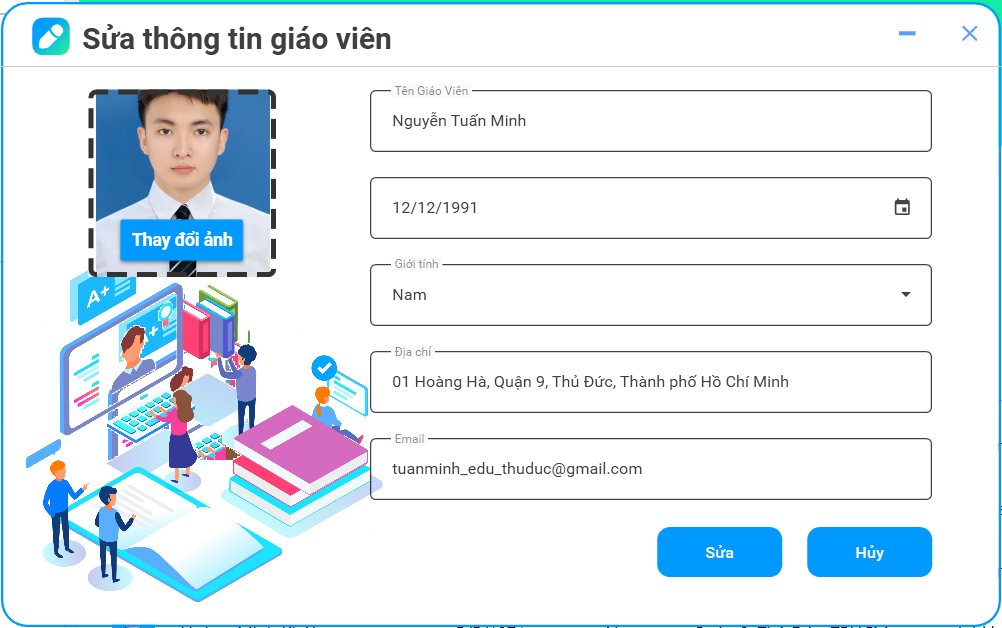 Sửa thông tin giáo viên
Thay đổi ảnh
A+
Tên Giáo Viên
Nguyễn Tuấn Minh
12/12/1991
Giới tính
Nam
Địa chỉ
01 Hoàng Hà, Quận 9, Thủ Đức, Thành phố Hồ Chí Minh
Email
tuanminh_edu_thuduc@gmail.com
Sửa
Hủy